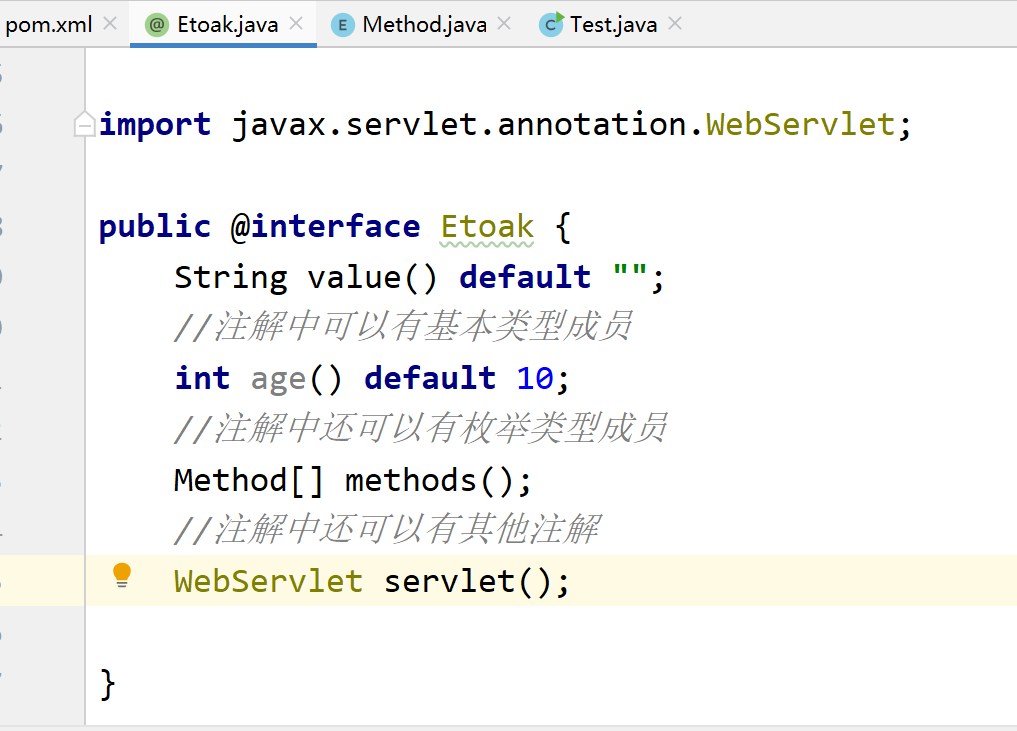 pom.xml Etoak.java Method.java Test.java
import javax.servlet.annotation.WebServlet;
public @interface Etoak {
String value() default "";
//注解中可以有基本类型成员
int age() default 10;
//注解中还可以有枚举类型成员
Method[] methods();
//注解中还可以有其他注解
WebServlet servlet();
}